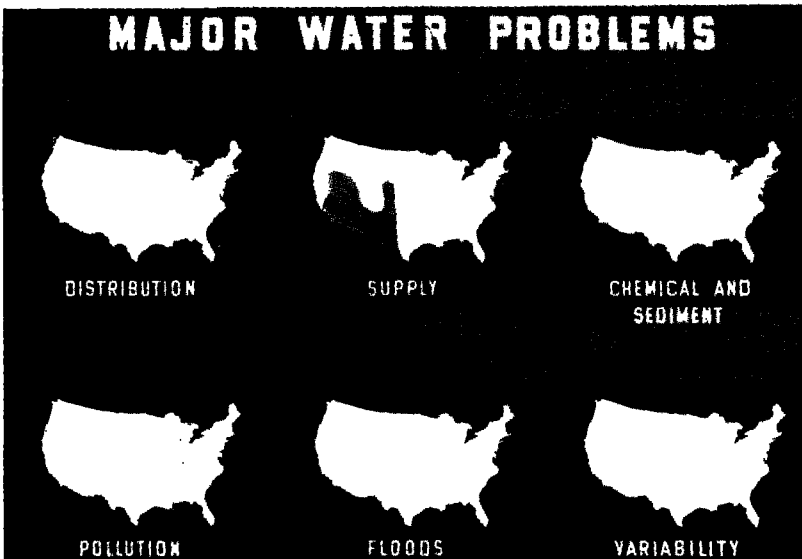 MAJOR WATER PROBLEMS
DISTRIBUTION
SUPPLY
CHEMICAL AND
SEDIMENT
POLLUTION
FLOODS
VARIABILITY